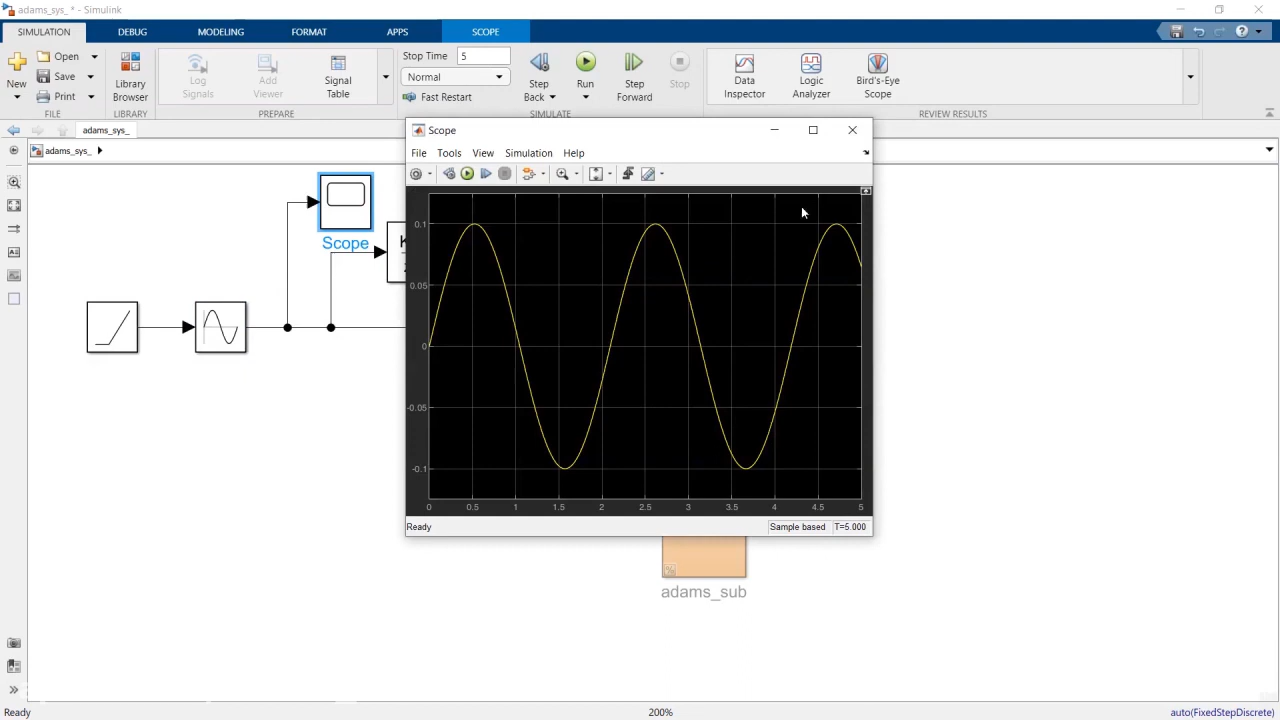 adams_sys_ * - Simulink
SIMULATION DEBUG MODELING FORMAT APPS SCOPE
New
Open
Save
Print
FILE
Library
Browser
LIBRARY
Log
Signals
Add
Viewer
Signal
Table
PREPARE
Stop Time 5
Normal
Fast Restart
Step
Back
Run
Step
Forward
Stop
SIMULATE
Data
Inspector
Logic
Analyzer
Bird's-Eye
Scope
REVIEW RESULTS
adams_sys_
adams_sys_
Scope
K
Scope
File Tools View Simulation Help
0.1
0.05
0
-0.05
-0.1
0 0.5 1 1.5 2 2.5 3 3.5 4 4.5 5
Ready Sample based T=5.000
adams_sub
Ready 200% auto(FixedStepDiscrete)